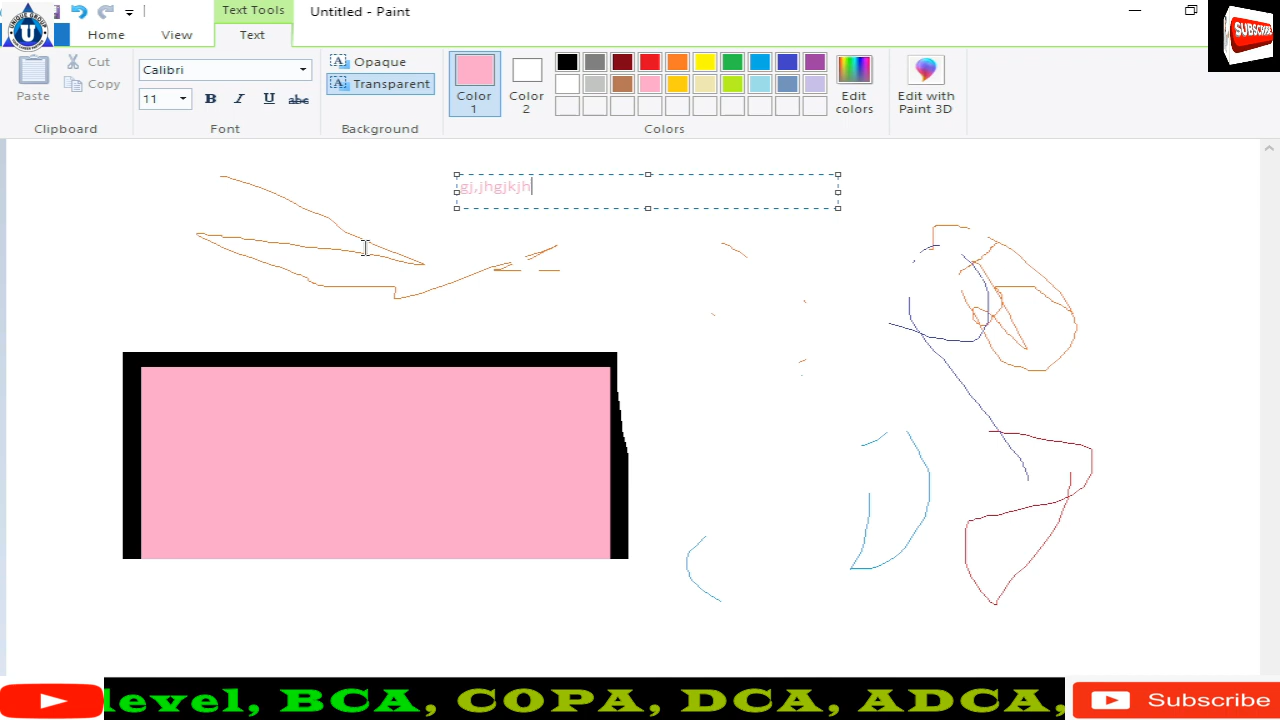 Text Tools
Untitled - Paint
U
Home
View
Text
Paste
Cut
Copy
Clipboard
Calibri
11
B
I
U
abc
Font
A Opaque
A Transparent
Background
Color 1
Color 2
Edit colors
Colors
Edit with Paint 3D
SUBSCRIBE
gj,jhgjkjh
level, BCA, COPA, DCA, ADCA,
Subscribe